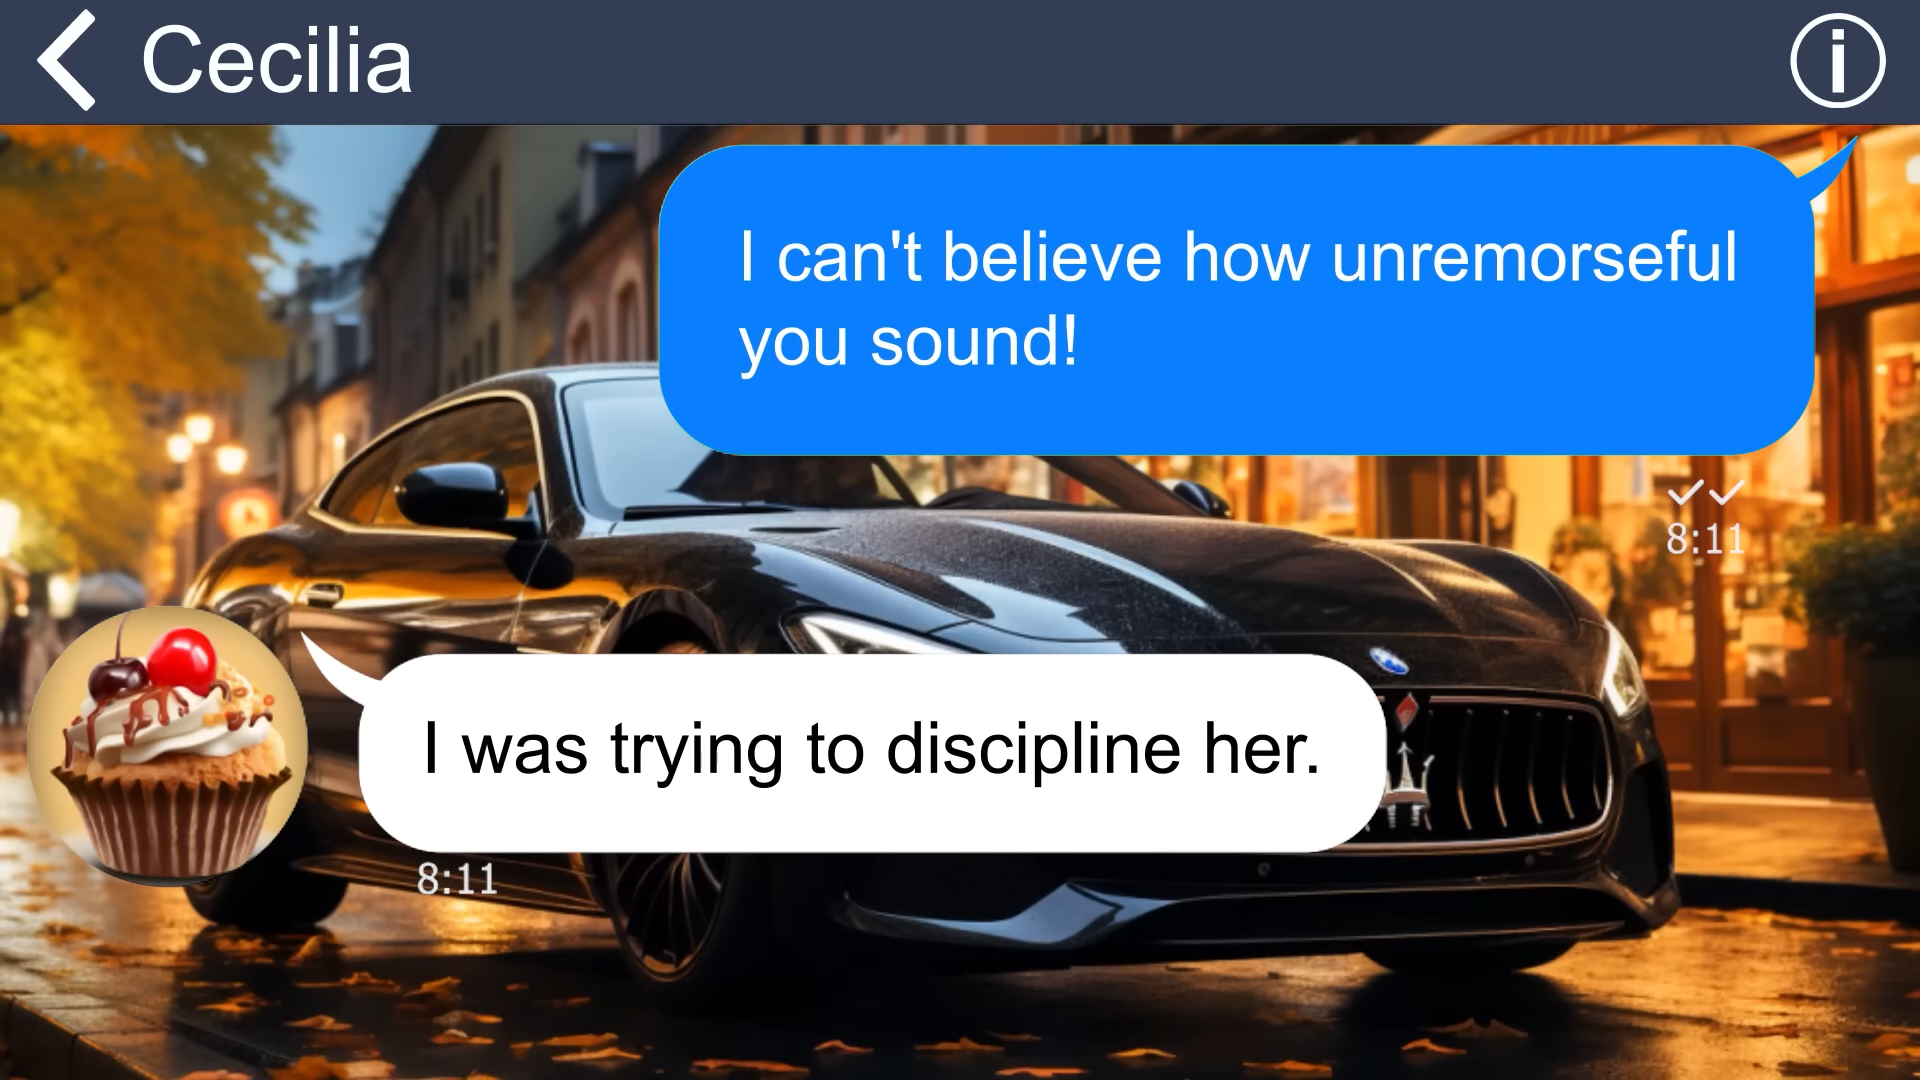 Cecilia
I can't believe how unremorseful
you sound!
8:11
I was trying to discipline her.
8:11